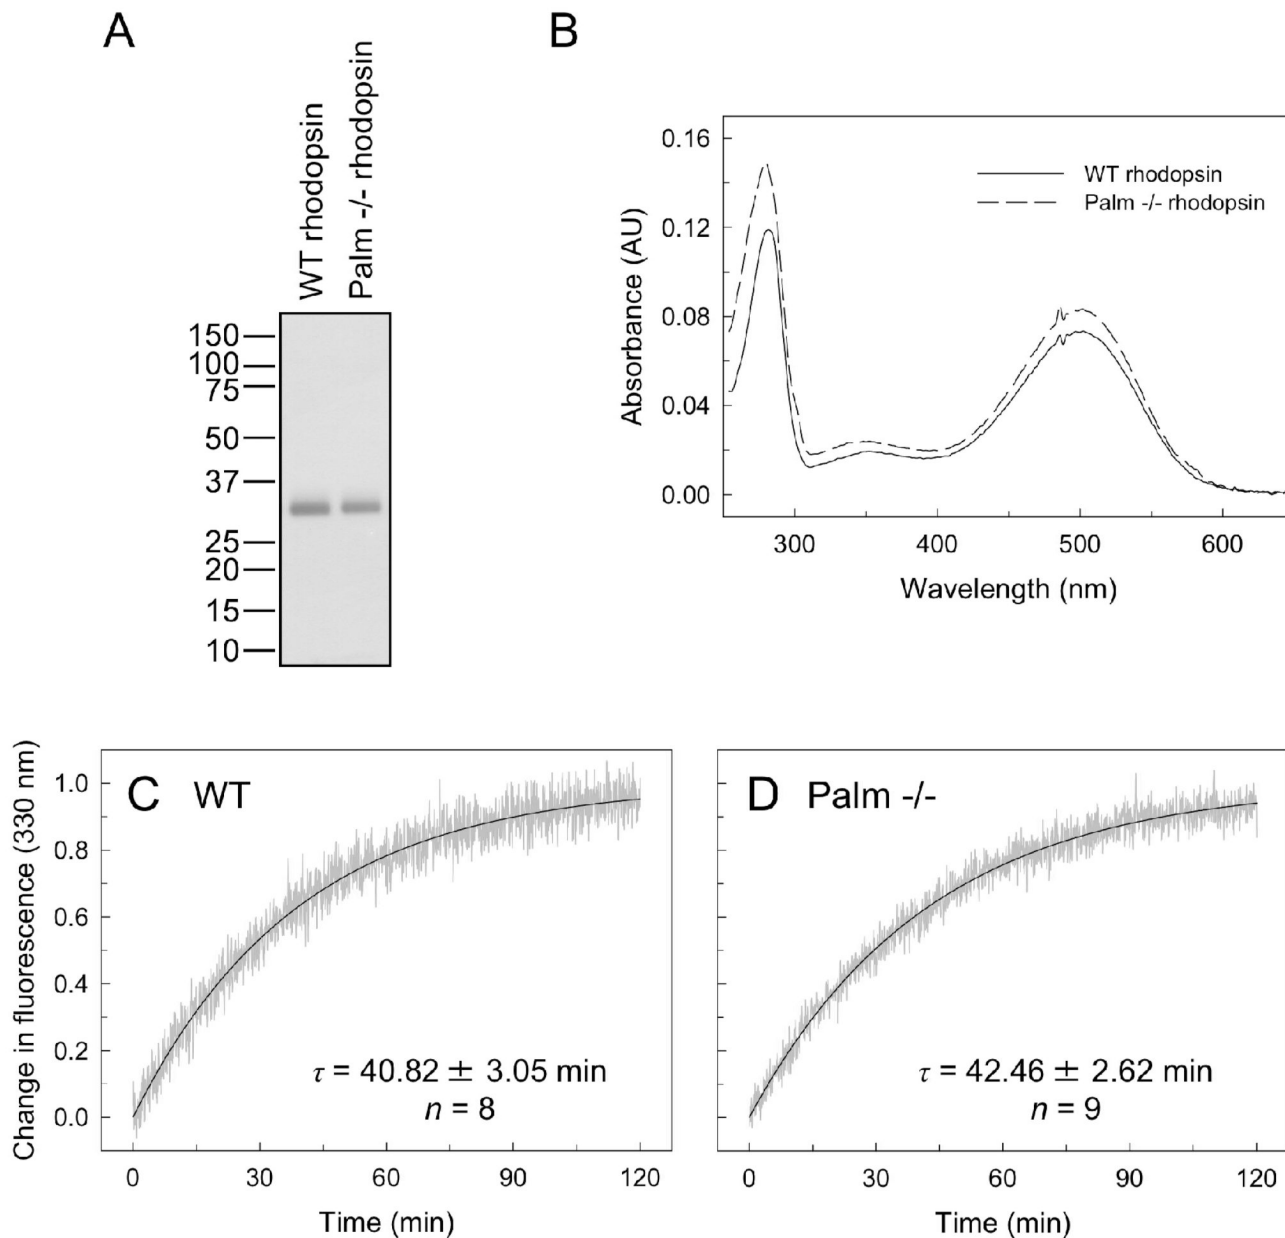 A
WT rhodopsin
Palm -/- rhodopsin
150
100
75
50
37
25
20
15
10
B
Absorbance (AU)
0.16
0.12
0.08
0.04
0.00
WT rhodopsin
Palm -/- rhodopsin
300 400 500 600
Wavelength (nm)
Change in fluorescence (330 nm)
1.0
0.8
0.6
0.4
0.2
0.0
C WT
τ = 40.82 ± 3.05 min
n = 8
0 30 60 90 120
Time (min)
D Palm -/-
τ = 42.46 ± 2.62 min
n = 9
0 30 60 90 120
Time (min)